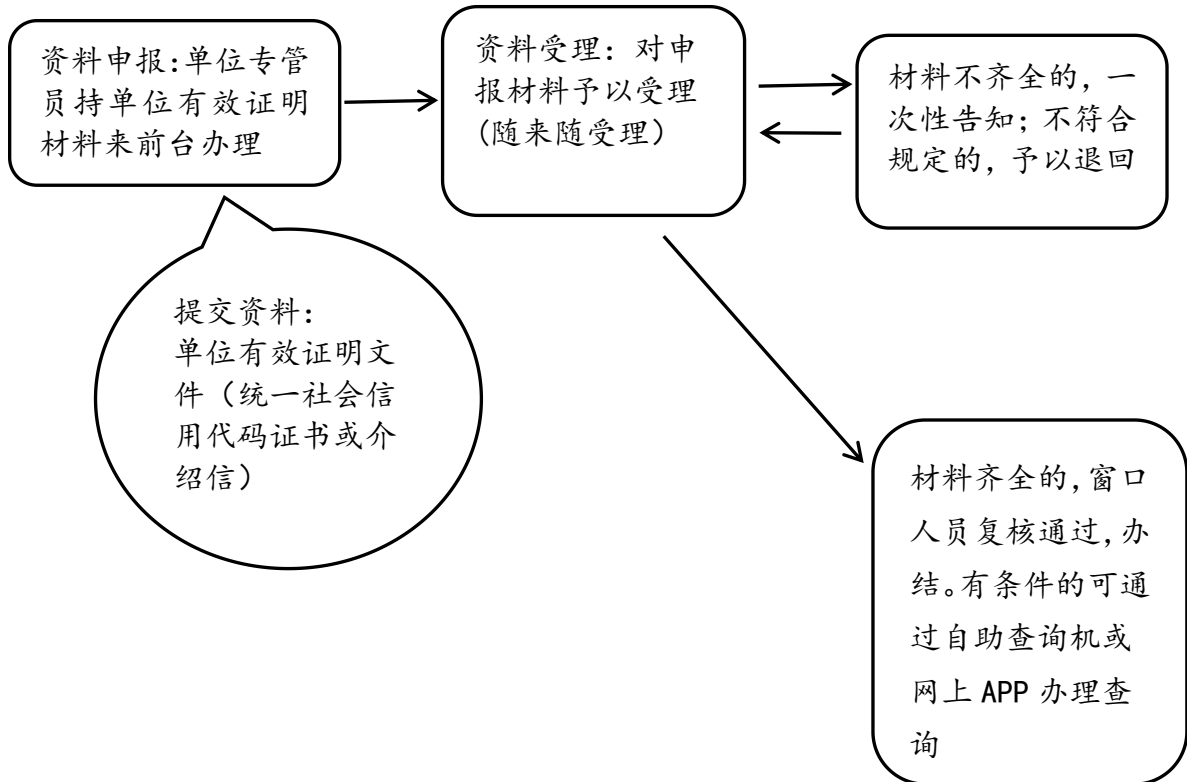 资料申报:单位专管
员持单位有效证明
材料来前台办理
资料受理：对申
报材料予以受理
(随来随受理）
材料不齐全的，一
次性告知；不符合
规定的，予以退回
提交资料：
单位有效证明文
件（统一社会信
用代码证书或介
绍信）
材料齐全的，窗口
人员复核通过，办
结。有条件的可通
过自助查询机或
网上 APP 办理查
询